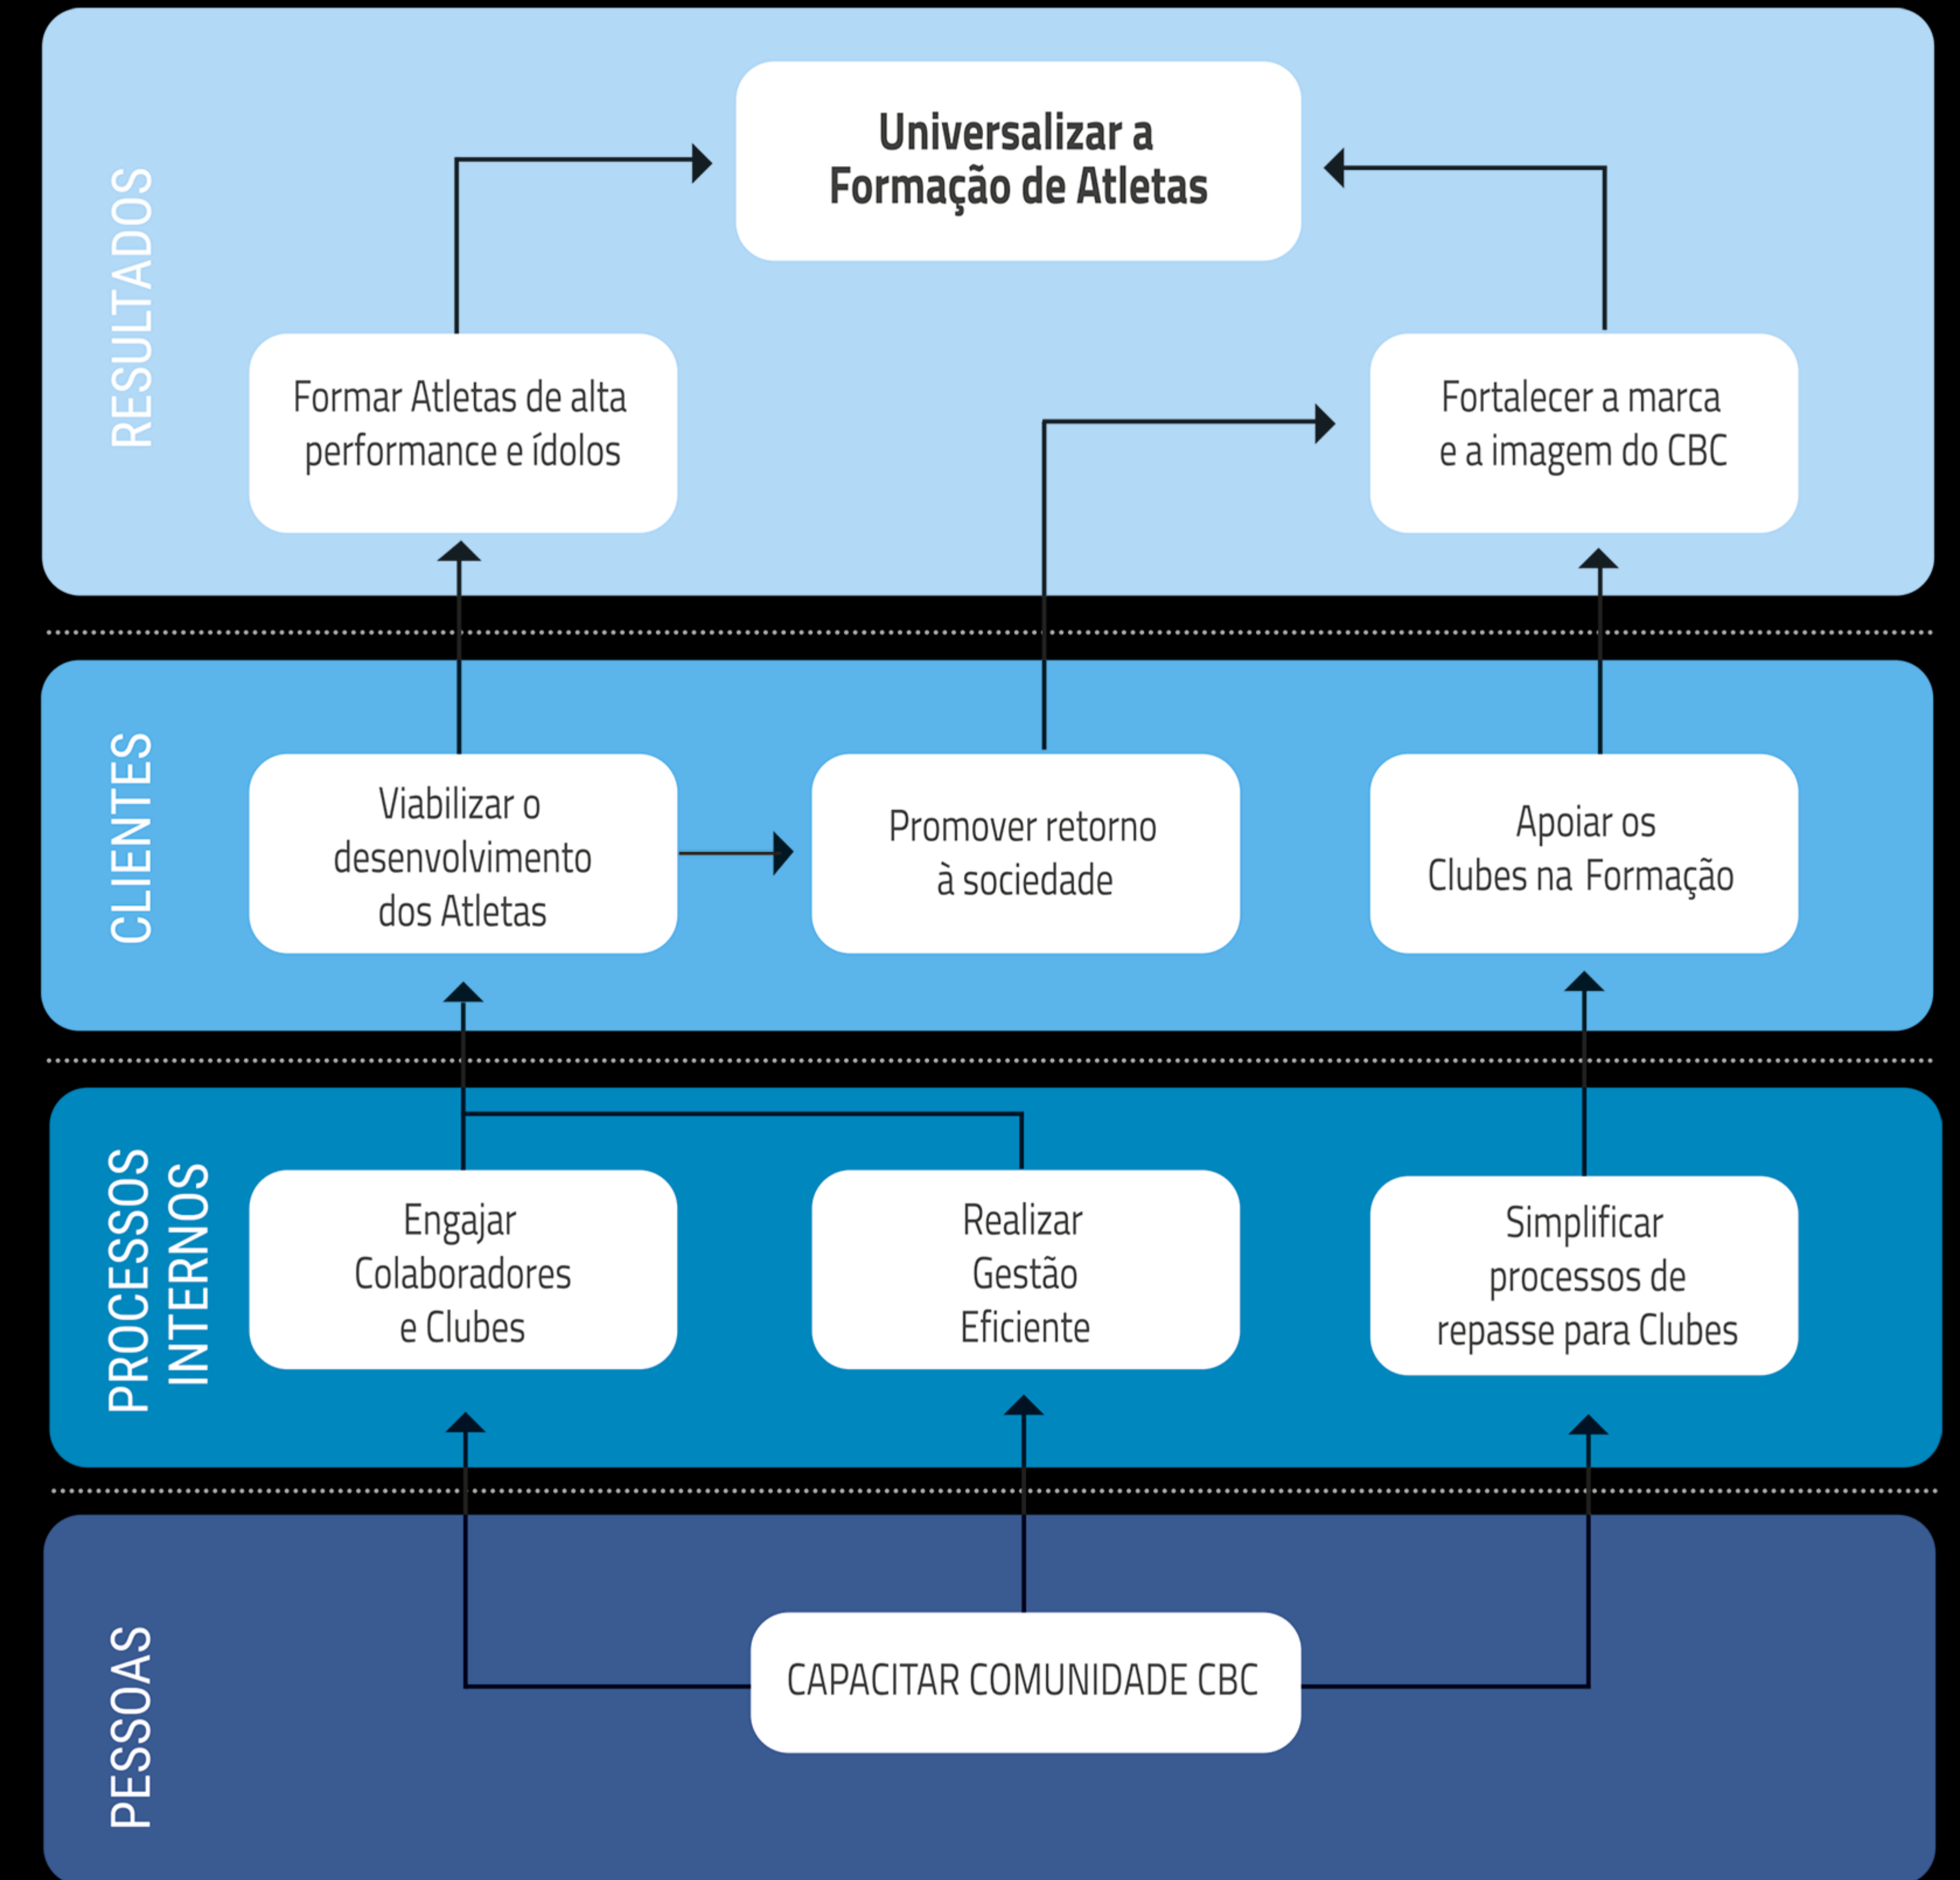 RESULTADOS
Universalizar a
Formação de Atletas
Formar Atletas de alta
performance e ídolos
Fortalecer a marca
e a imagem do CBC
CLIENTES
Viabilizar o
desenvolvimento
dos Atletas
Promover retorno
à sociedade
Apoiar os
Clubes na Formação
PROCESSOS
INTERNOS
Engajar
Colaboradores
e Clubes
Realizar
Gestão
Eficiente
Simplificar
processos de
repasse para Clubes
PESSOAS
CAPACITAR COMUNIDADE CBC